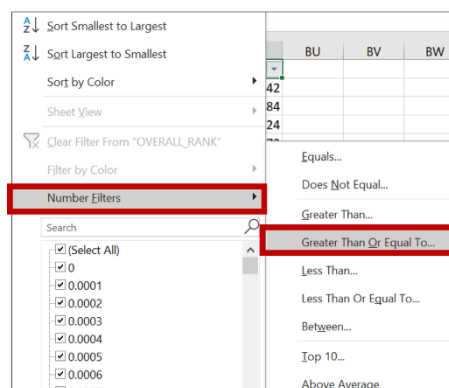 Sort Smallest to Largest
Sort Largest to Smallest
Sort by Color
Sheet View
Clear Filter From "OVERALL_RANK"
Filter by Color
Number Filters
Search
(Select All)
0
0.0001
0.0002
0.0003
0.0004
0.0005
0.0006
BU BV BW
42
84
24
Equals...
Does Not Equal...
Greater Than...
Greater Than Or Equal To...
Less Than...
Less Than Or Equal To...
Between...
Top 10...
Above Average